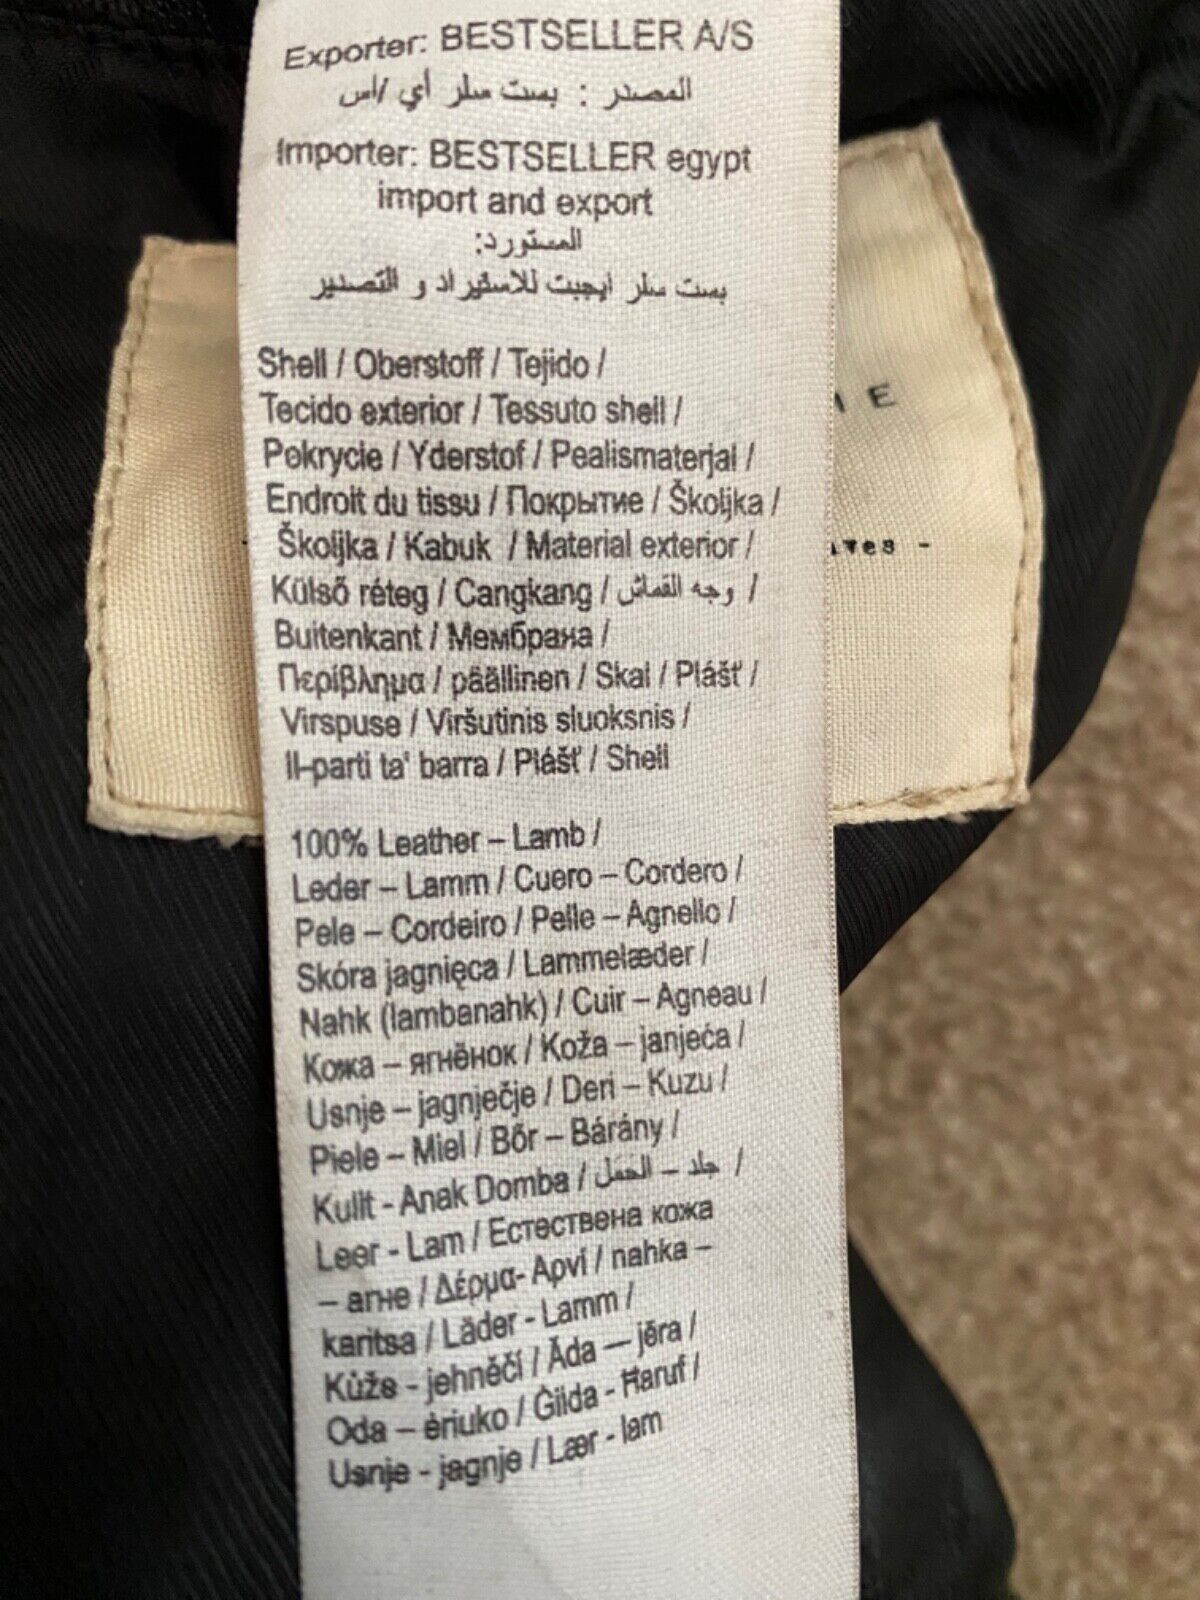 Exporter: BESTSELLER A/S
المصدر : بست سلر أي /اس
Importer: BESTSELLER egypt
import and export
المستورد:
بست سلر ايجبت للاستيراد و التصدير
Shell / Oberstoff / Tejido /
Tecido exterior / Tessuto shell /
Pokrycie / Yderstof / Pealismaterjal /
Endroit du tissu / Покрытие / Školjka /
Školjka / Kabuk / Material exterior /
Külső réteg / Cangkang / وجه القماش /
Buitenkant / Мембрана /
Περίβλημα / päällinen / Skal / Plášť /
Virspuse / Viršutinis sluoksnis /
Il-parti ta' barra / Plášť / Shell
100% Leather – Lamb /
Leder – Lamm / Cuero – Cordero /
Pele – Cordeiro / Pelle – Agnello /
Skóra jagnięca / Lammelæder /
Nahk (lambanahk) / Cuir – Agneau /
Кожа – ягнёнок / Koža – janjeća /
Usnje – jagnječje / Deri – Kuzu /
Piele – Miel / Bőr – Bárány /
Kulit - Anak Domba / جلد – الحمل /
Leer - Lam / Естествена кожа
– агне / Δέρμα- Αρνί / nahka –
karitsa / Läder - Lamm /
Kůže - jehněčí / Āda – jēra /
Oda – ėriuko / Ġilda - Ħaruf /
Usnje - jagnje / Lær - lam